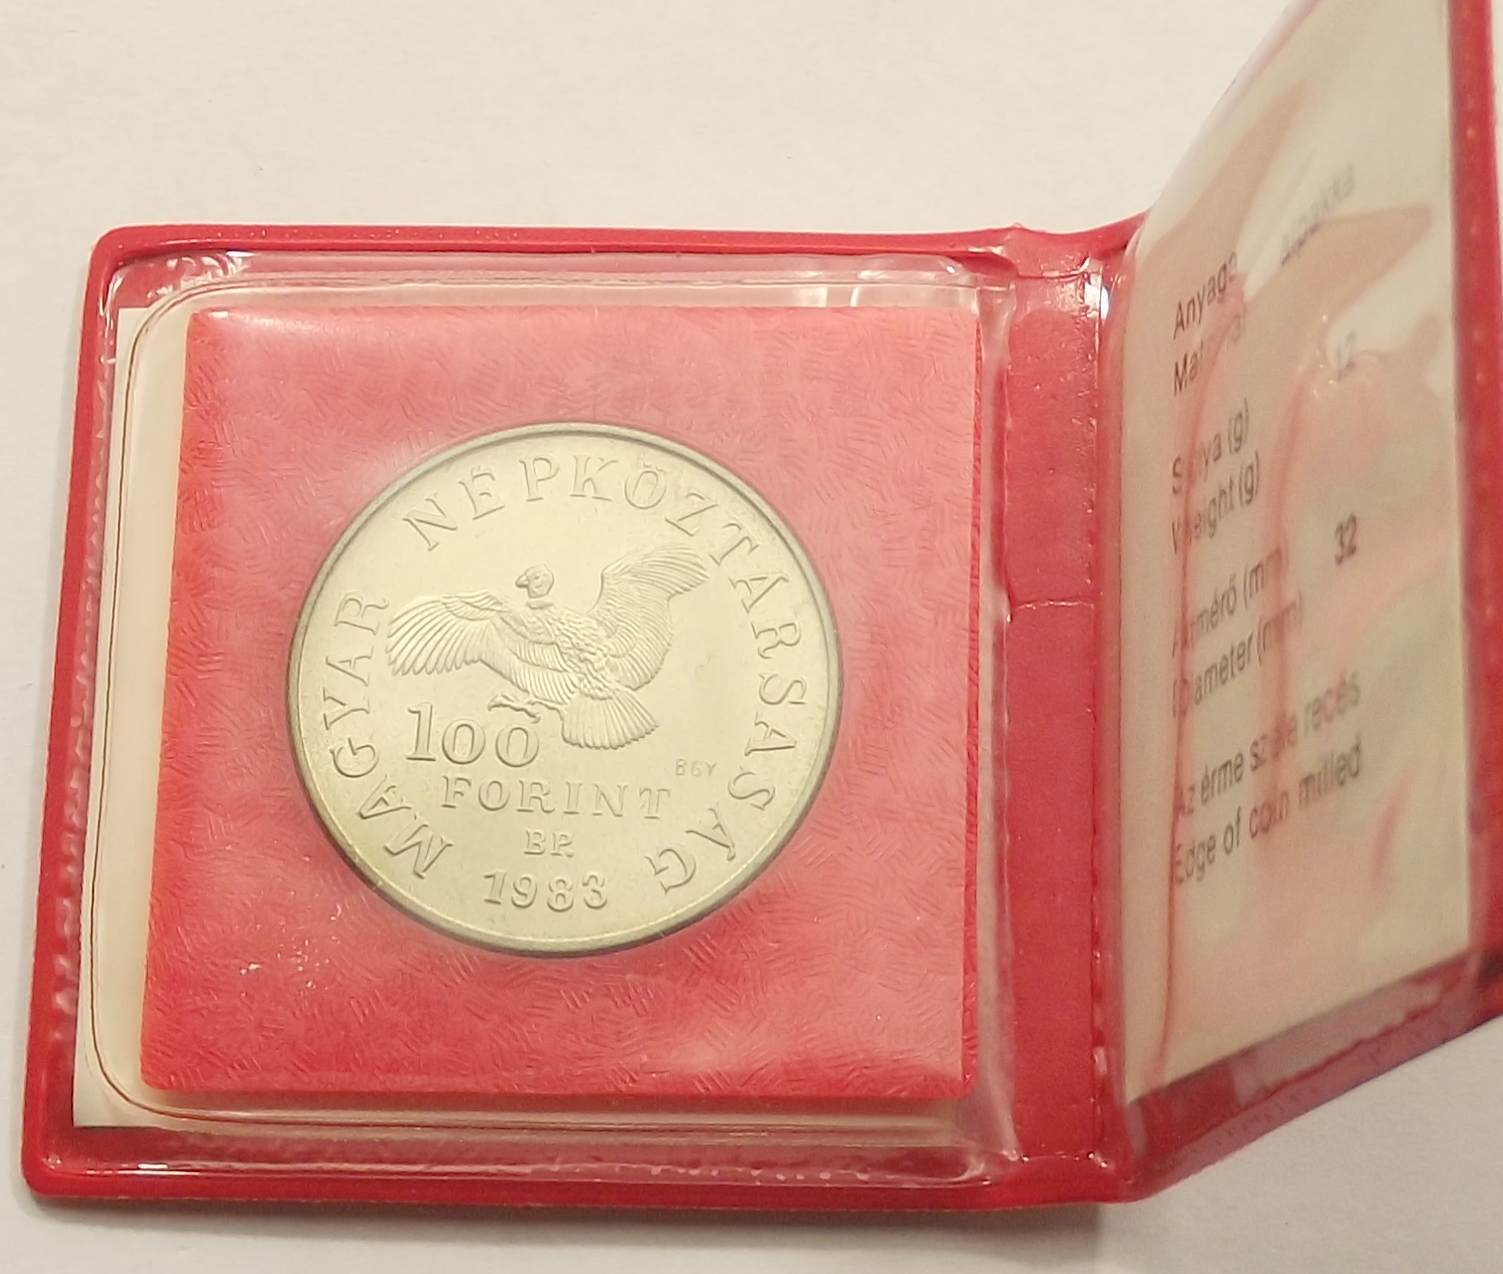 MAGYAR NÉPKÖZTÁRSASÁG
100
FORINT
BP.
1983
BGY
Anyaga alpakka
Súlya (g) 12
Weight (g)
Átmérő (mm) 32
Diameter (mm)
Az érme széle recés
Edge of coin milled